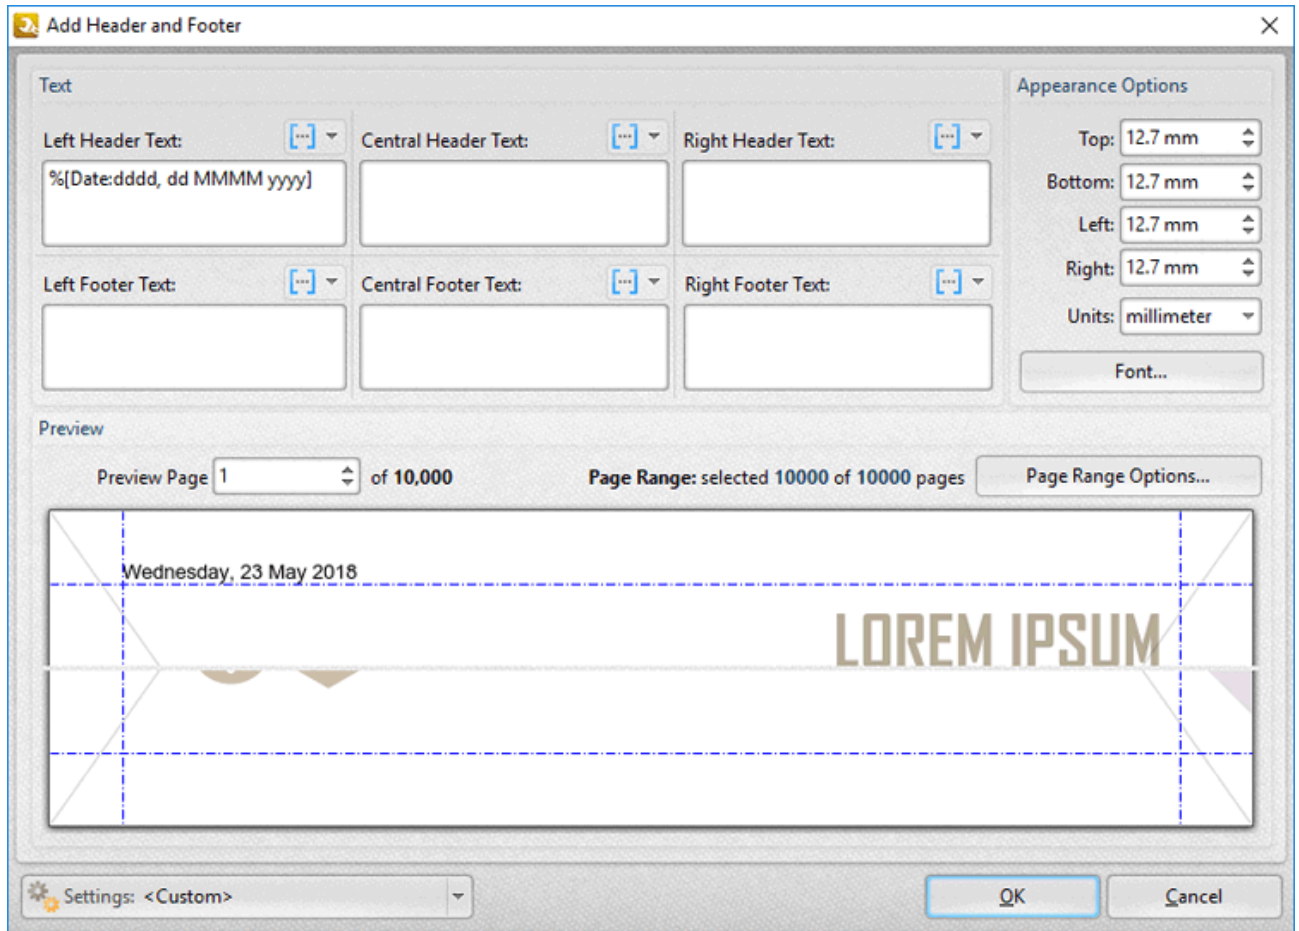 Add Header and Footer
Text
Appearance Options
Left Header Text:
Central Header Text:
Right Header Text:
Top: 12.7 mm
%[Date:dddd, dd MMMM yyyy]
Bottom: 12.7 mm
Left: 12.7 mm
Left Footer Text:
Central Footer Text:
Right Footer Text:
Right: 12.7 mm
Units: millimeter
Font...
Preview
Preview Page 1 of 10,000
Page Range: selected 10000 of 10000 pages
Page Range Options...
Wednesday, 23 May 2018
LOREM IPSUM
Settings: <Custom>
OK
Cancel